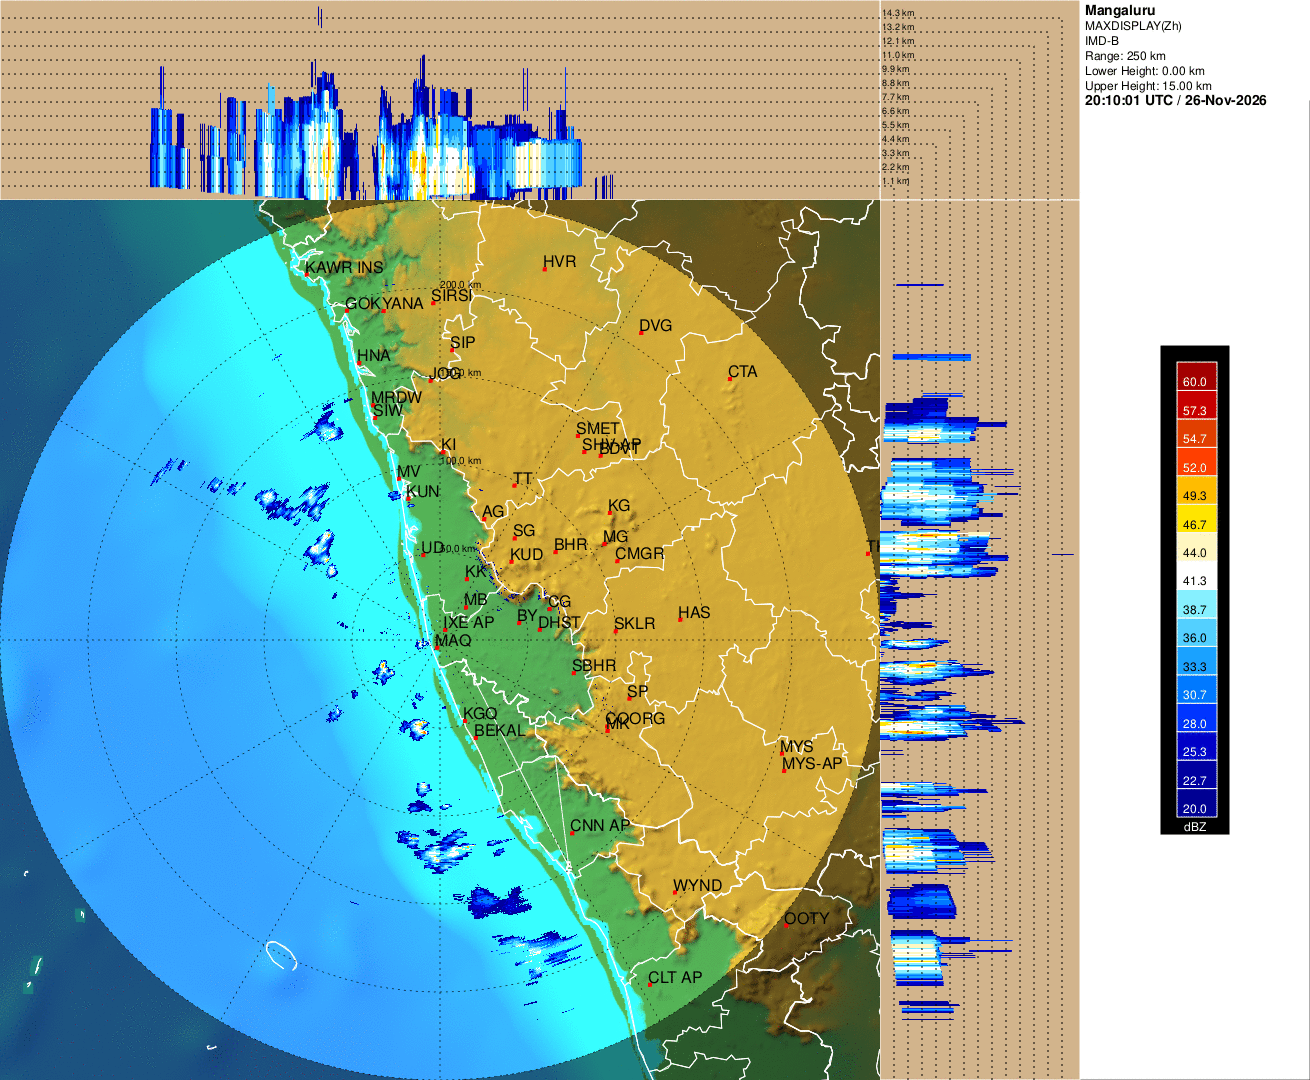 Mangaluru
MAXDISPLAY(Zh)
IMD-B
Range: 250 km
Lower Height: 0.00 km
Upper Height: 15.00 km
20:10:01 UTC / 26-Nov-2026
14.3 km
13.2 km
12.1 km
11.0 km
9.9 km
8.8 km
7.7 km
6.6 km
5.5 km
4.4 km
3.3 km
2.2 km
1.1 km
KAWR INS
HVR
200.0 km
SIRSI
GOKYANA
DVG
SIP
HNA
JOG
150.0 km
CTA
MRDW
SIW
SMET
SHV-AP
BDVT
KI
100.0 km
MV
TT
KUN
KG
AG
SG
MG
BHR
UD
50.0 km
KUD
CMGR
KK
MB
CG
HAS
BY
IXE AP
DHST
SKLR
MAQ
SBHR
SP
KGQ
COORG
MK
BEKAL
MYS
MYS-AP
CNN AP
WYND
OOTY
CLT AP
60.0
57.3
54.7
52.0
49.3
46.7
44.0
41.3
38.7
36.0
33.3
30.7
28.0
25.3
22.7
20.0
dBZ